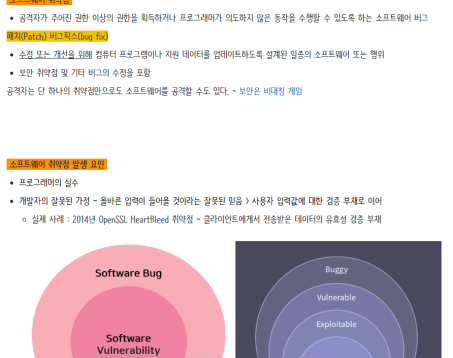 소프트웨어 취약점
• 공격자가 주어진 권한 이상의 권한을 획득하거나 프로그래머가 의도하지 않은 동작을 수행할 수 있도록 하는 소프트웨어 버그
패치(Patch) 버그픽스(bug fix)
• 수정 또는 개선을 위해 컴퓨터 프로그램이나 지원 데이터를 업데이트하도록 설계된 일종의 소프트웨어 또는 행위
• 보안 취약점 및 기타 버그의 수정을 포함
공격자는 단 하나의 취약점만으로도 소프트웨어를 공격할 수도 있다. ~ 보안은 비대칭 게임
소프트웨어 취약점 발생 요인
• 프로그래머의 실수
• 개발자의 잘못된 가정 ~ 올바른 입력이 들어올 것이라는 잘못된 믿음 > 사용자 입력값에 대한 검증 부재로 이어
○ 실제 사례 : 2014년 OpenSSL HeartBleed 취약점 ~ 클라이언트에게서 전송받은 데이터의 유효성 검증 부재
Software Bug
Software
Vulnerability
Buggy
Vulnerable
Exploitable